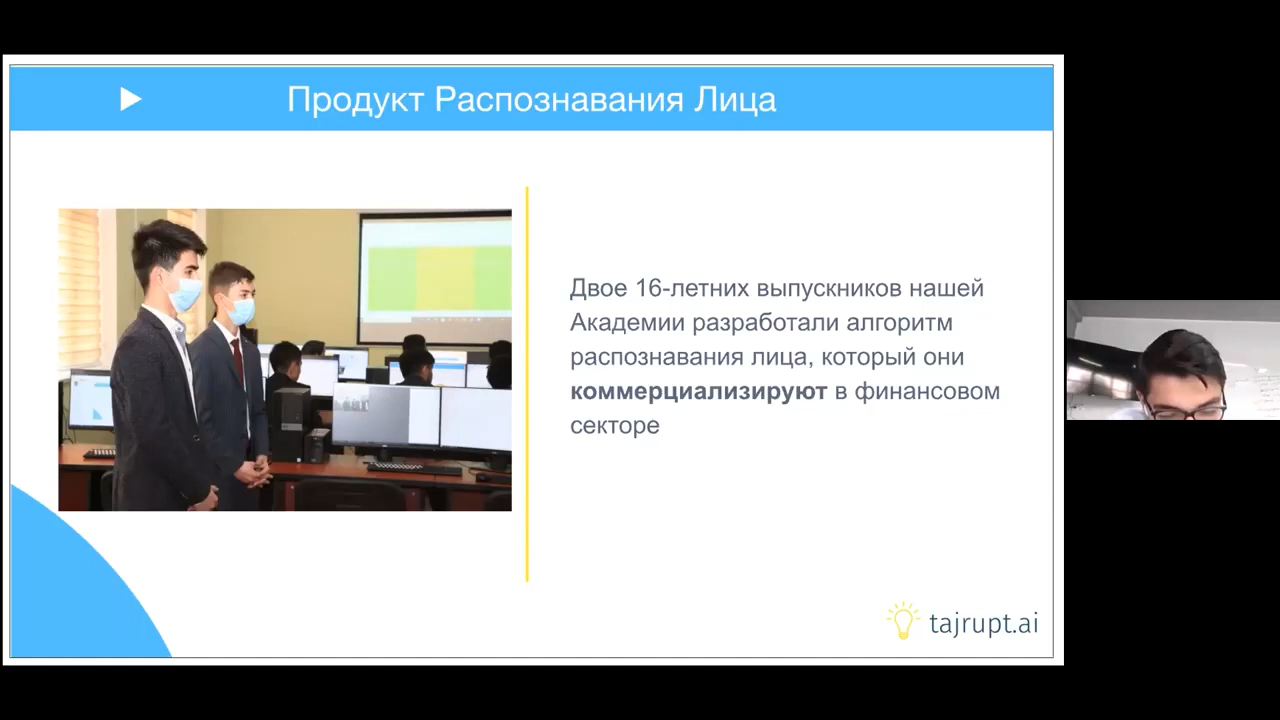 Продукт Распознавания Лица
Двое 16-летних выпускников нашей
Академии разработали алгоритм
распознавания лица, который они
коммерциализируют в финансовом
секторе
tajrupt.ai